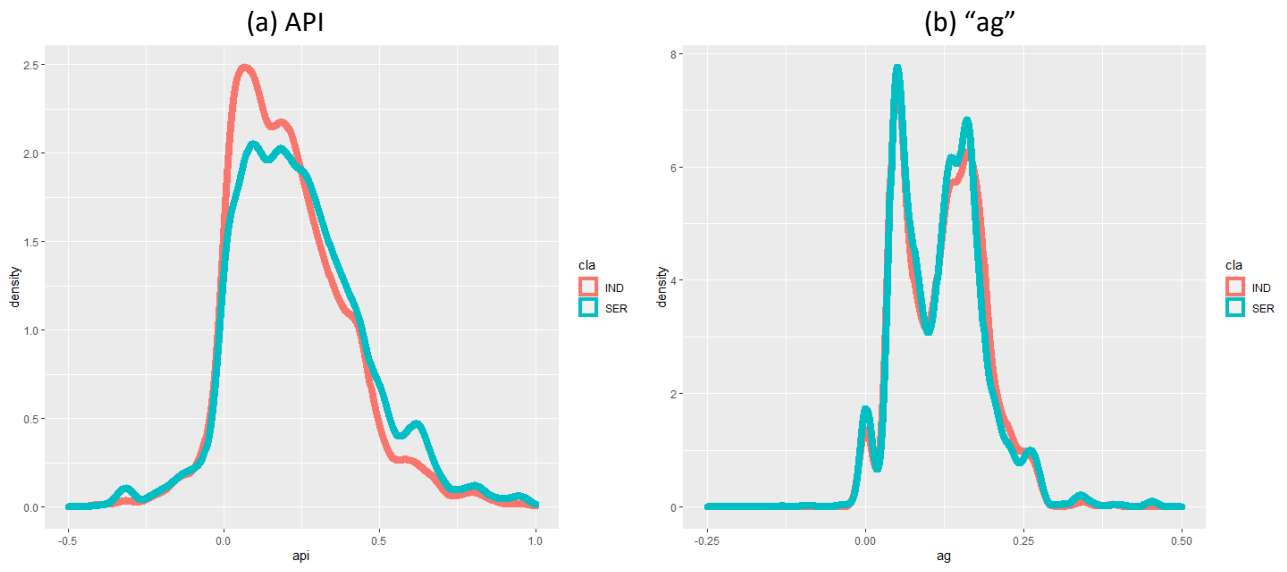 (a) API
2.5
2.0
1.5
1.0
0.5
0.0
density
-0.5
0.0
0.5
1.0
api
cla
IND
SER
(b) “ag”
8
6
4
2
0
density
-0.25
0.00
0.25
0.50
ag
cla
IND
SER